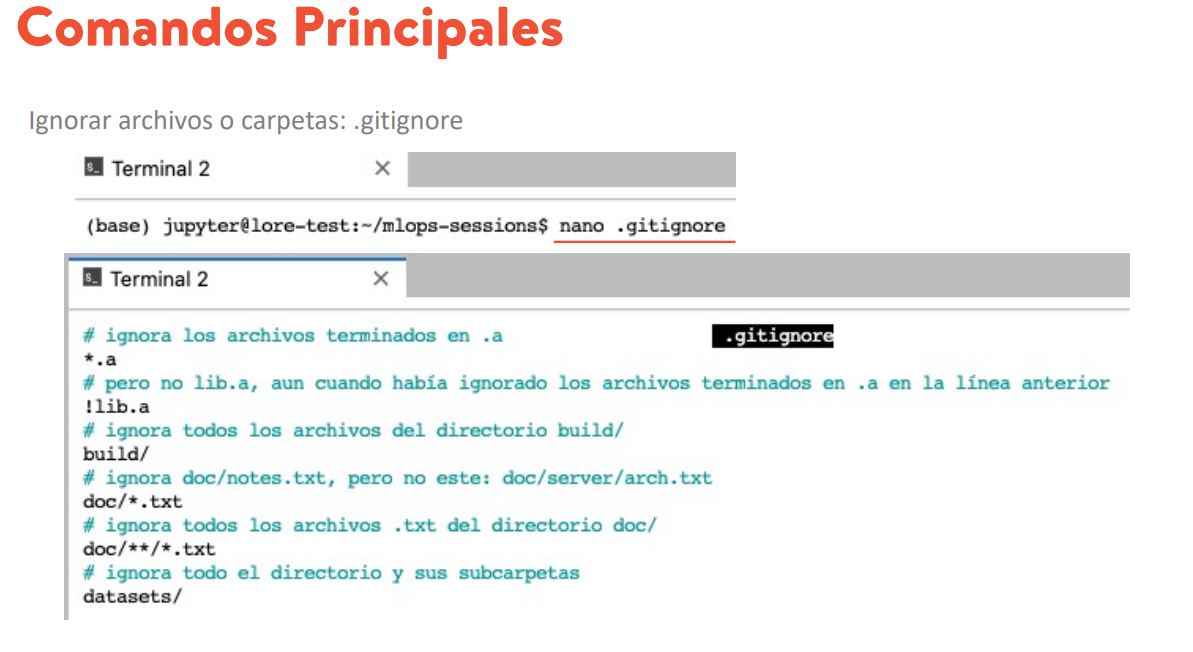 Comandos Principales
Ignorar archivos o carpetas: .gitignore
Terminal 2
(base) jupyter@lore-test:~/mlops-sessions$ nano .gitignore
Terminal 2
# ignora los archivos terminados en .a
.gitignore
*.a
# pero no lib.a, aun cuando había ignorado los archivos terminados en .a en la línea anterior
!lib.a
# ignora todos los archivos del directorio build/
build/
# ignora doc/notes.txt, pero no este: doc/server/arch.txt
doc/*.txt
# ignora todos los archivos .txt del directorio doc/
doc/**/*.txt
# ignora todo el directorio y sus subcarpetas
datasets/